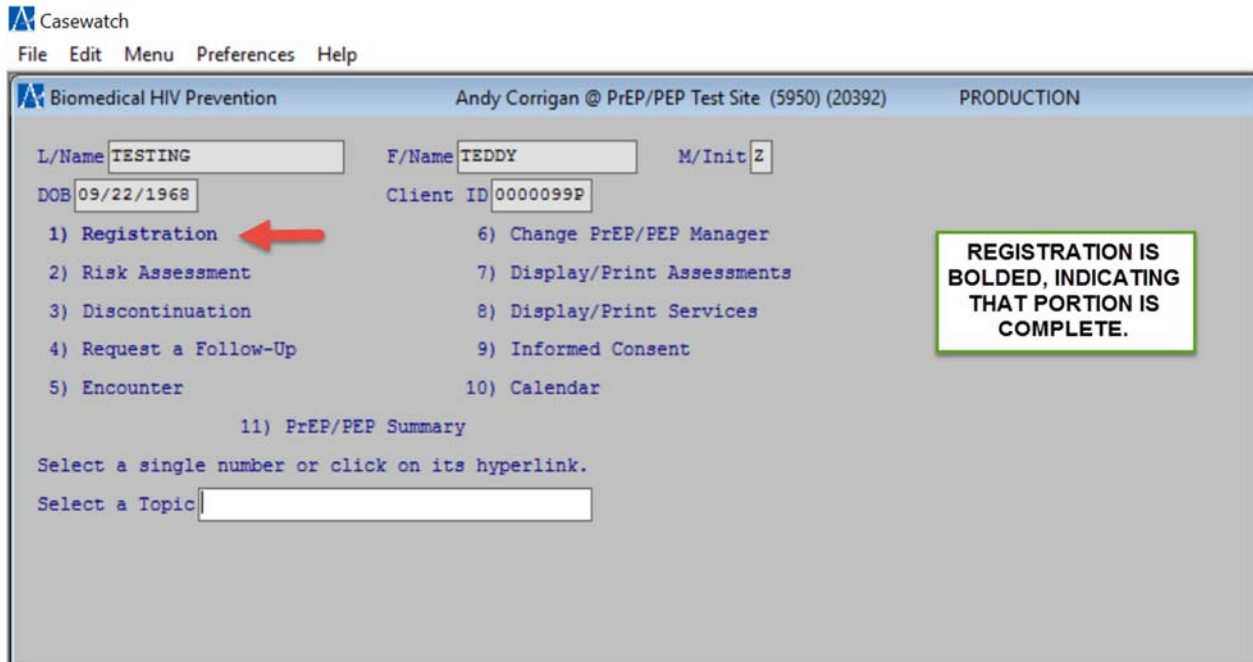 Casewatch
File Edit Menu Preferences Help
Biomedical HIV Prevention Andy Corrigan @ PrEP/PEP Test Site (5950) (20392) PRODUCTION
L/Name TESTING F/Name TEDDY M/Init Z
DOB 09/22/1968 Client ID 0000099P
1) Registration 6) Change PrEP/PEP Manager
2) Risk Assessment 7) Display/Print Assessments
3) Discontinuation 8) Display/Print Services
4) Request a Follow-Up 9) Informed Consent
5) Encounter 10) Calendar
11) PrEP/PEP Summary
Select a single number or click on its hyperlink.
Select a Topic
REGISTRATION IS
BOLDED, INDICATING
THAT PORTION IS
COMPLETE.